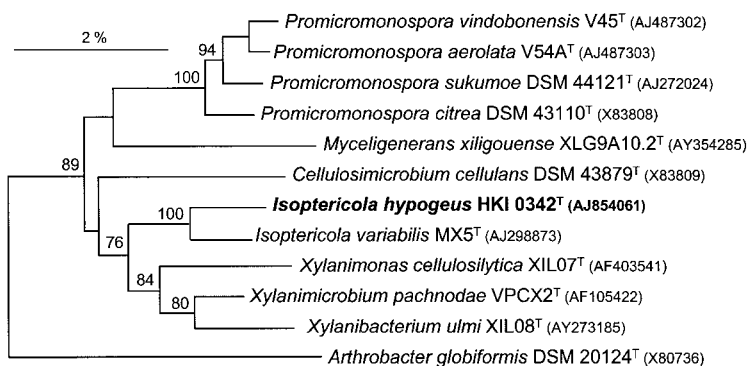 2 %
Promicromonospora vindobonensis V45ᵀ (AJ487302)
94
Promicromonospora aerolata V54Aᵀ (AJ487303)
100
Promicromonospora sukumoe DSM 44121ᵀ (AJ272024)
Promicromonospora citrea DSM 43110ᵀ (X83808)
Myceligenerans xiligouense XLG9A10.2ᵀ (AY354285)
89
Cellulosimicrobium cellulans DSM 43879ᵀ (X83809)
100
Isoptericola hypogeus HKI 0342ᵀ (AJ854061)
76
Isoptericola variabilis MX5ᵀ (AJ298873)
84
Xylanimonas cellulosilytica XIL07ᵀ (AF403541)
80
Xylanimicrobium pachnodae VPCX2ᵀ (AF105422)
Xylanibacterium ulmi XIL08ᵀ (AY273185)
Arthrobacter globiformis DSM 20124ᵀ (X80736)